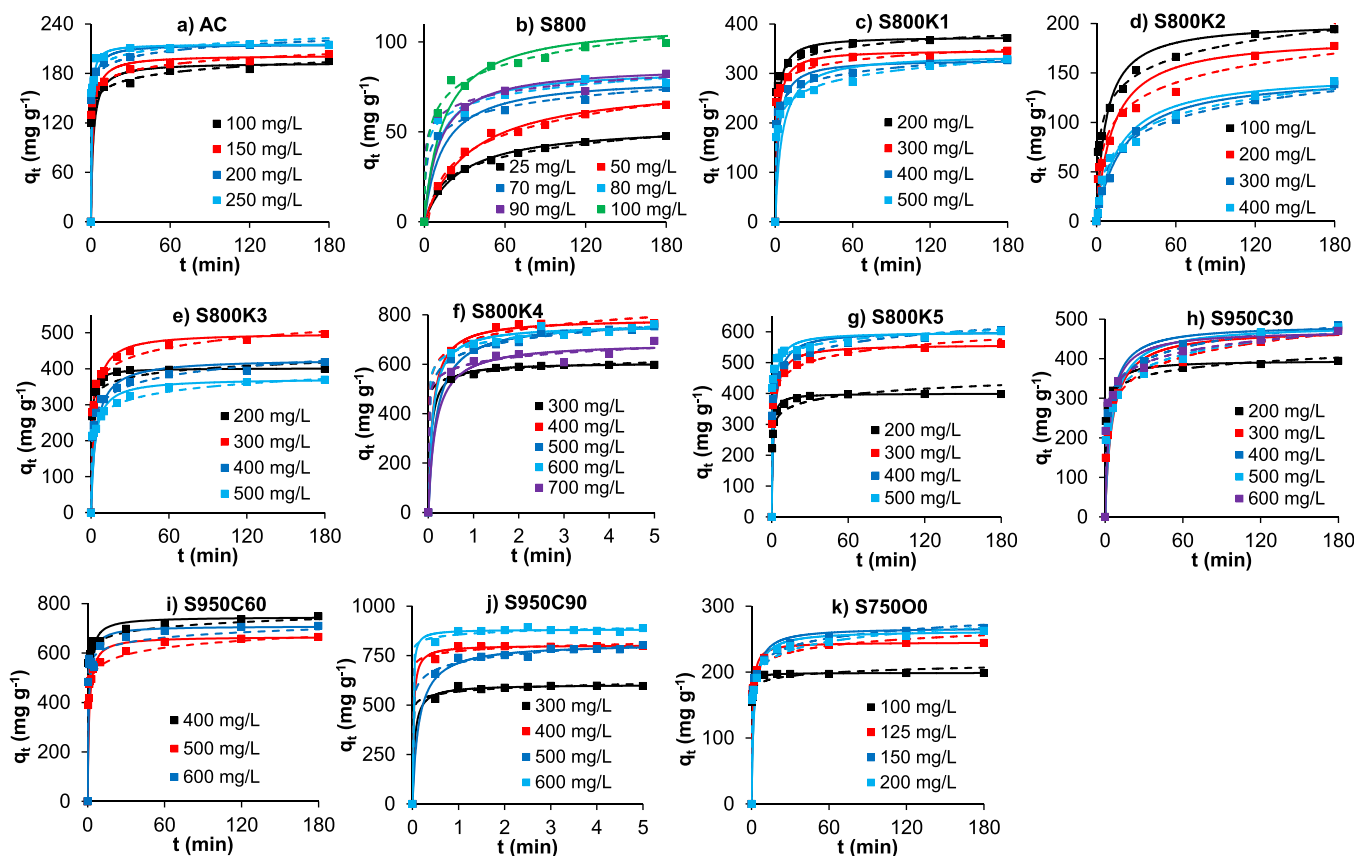 a) AC
240
180
120
60
0
q_t (mg g⁻¹)
100 mg/L
150 mg/L
200 mg/L
250 mg/L
0 60 120 180
t (min)
b) S800
100
50
0
q_t (mg g⁻¹)
25 mg/L 50 mg/L
70 mg/L 80 mg/L
90 mg/L 100 mg/L
0 60 120 180
t (min)
c) S800K1
400
300
200
100
0
q_t (mg g⁻¹)
200 mg/L
300 mg/L
400 mg/L
500 mg/L
0 60 120 180
t (min)
d) S800K2
200
150
100
50
0
q_t (mg g⁻¹)
100 mg/L
200 mg/L
300 mg/L
400 mg/L
0 60 120 180
t (min)
e) S800K3
500
400
300
200
100
0
q_t (mg g⁻¹)
200 mg/L
300 mg/L
400 mg/L
500 mg/L
0 60 120 180
t (min)
f) S800K4
800
600
400
200
0
q_t (mg g⁻¹)
300 mg/L
400 mg/L
500 mg/L
600 mg/L
700 mg/L
0 1 2 3 4 5
t (min)
g) S800K5
600
500
400
300
200
100
0
q_t (mg g⁻¹)
200 mg/L
300 mg/L
400 mg/L
500 mg/L
0 60 120 180
t (min)
h) S950C30
500
400
300
200
100
0
q_t (mg g⁻¹)
200 mg/L
300 mg/L
400 mg/L
500 mg/L
600 mg/L
0 60 120 180
t (min)
i) S950C60
800
600
400
200
0
q_t (mg g⁻¹)
400 mg/L
500 mg/L
600 mg/L
0 60 120 180
t (min)
j) S950C90
1000
750
500
250
0
q_t (mg g⁻¹)
300 mg/L
400 mg/L
500 mg/L
600 mg/L
0 1 2 3 4 5
t (min)
k) S750O0
300
200
100
0
q_t (mg g⁻¹)
100 mg/L
125 mg/L
150 mg/L
200 mg/L
0 60 120 180
t (min)